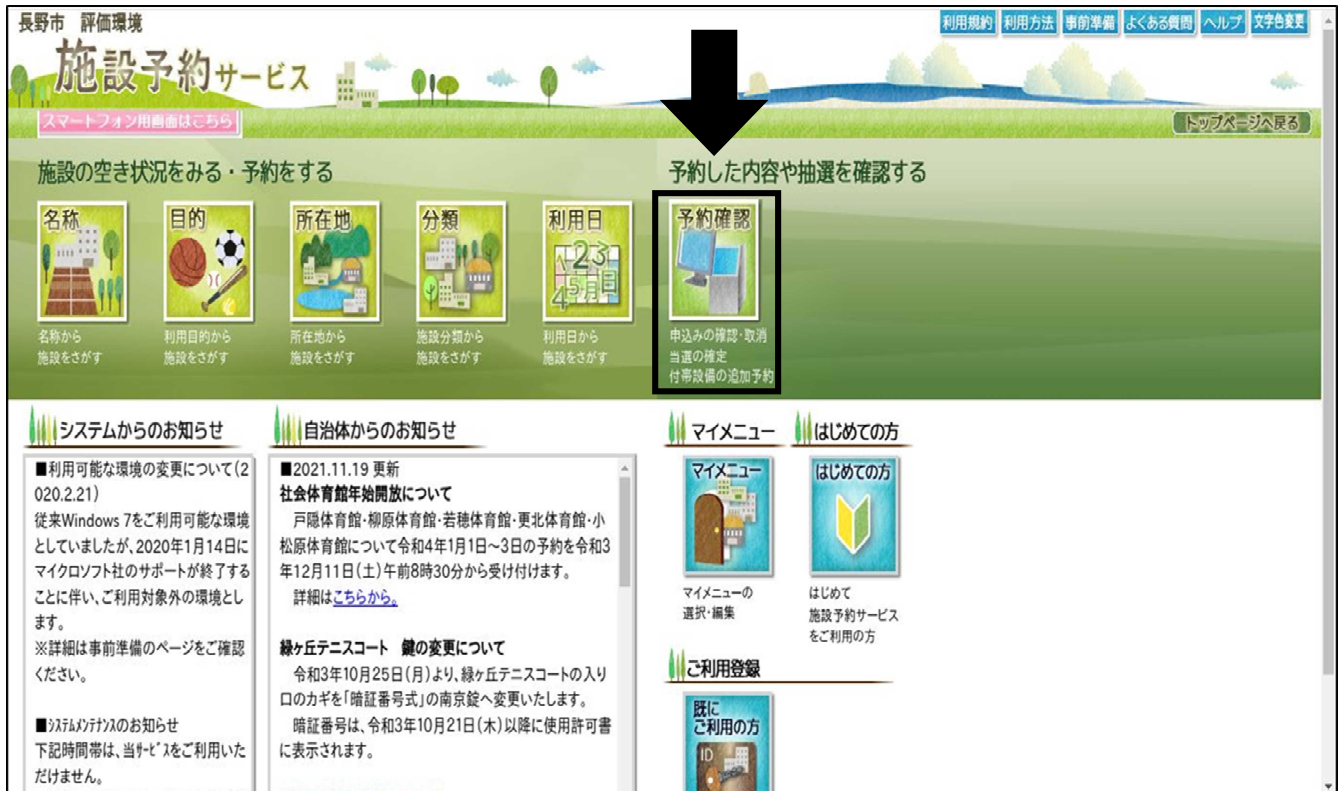 長野市 評価環境
利用規約 利用方法 事前準備 よくある質問 ヘルプ 文字色変更
施設予約サービス
スマートフォン用画面はこちら
トップページへ戻る
施設の空き状況をみる・予約をする
名称
名称から
施設をさがす
目的
利用目的から
施設をさがす
所在地
所在地から
施設をさがす
分類
施設分類から
施設をさがす
利用日
1 2 3
4 5 月 日
利用日から
施設をさがす
予約した内容や抽選を確認する
予約確認
申込みの確認・取消
当選の確定
付帯設備の追加予約
システムからのお知らせ
■利用可能な環境の変更について(2
020.2.21)
従来Windows 7をご利用可能な環境
としていましたが、2020年1月14日に
マイクロソフト社のサポートが終了する
ことに伴い、ご利用対象外の環境とし
ます。
※詳細は事前準備のページをご確認
ください。
■システムメンテナンスのお知らせ
下記時間帯は、当サービスをご利用いた
だけません。
自治体からのお知らせ
■2021.11.19 更新
社会体育館年始開放について
戸隠体育館・柳原体育館・若穂体育館・更北体育館・小
松原体育館について令和4年1月1日～3日の予約を令和3
年12月11日(土)午前8時30分から受け付けます。
詳細はこちらから。
緑ヶ丘テニスコート 鍵の変更について
令和3年10月25日(月)より、緑ヶ丘テニスコートの入り
口のカギを「暗証番号式」の南京錠へ変更いたします。
暗証番号は、令和3年10月21日(木)以降に使用許可書
に表示されます。
マイメニュー
マイメニュー
マイメニューの
選択・編集
はじめての方
はじめての方
はじめて
施設予約サービス
をご利用の方
ご利用登録
既に
ご利用の方
ID